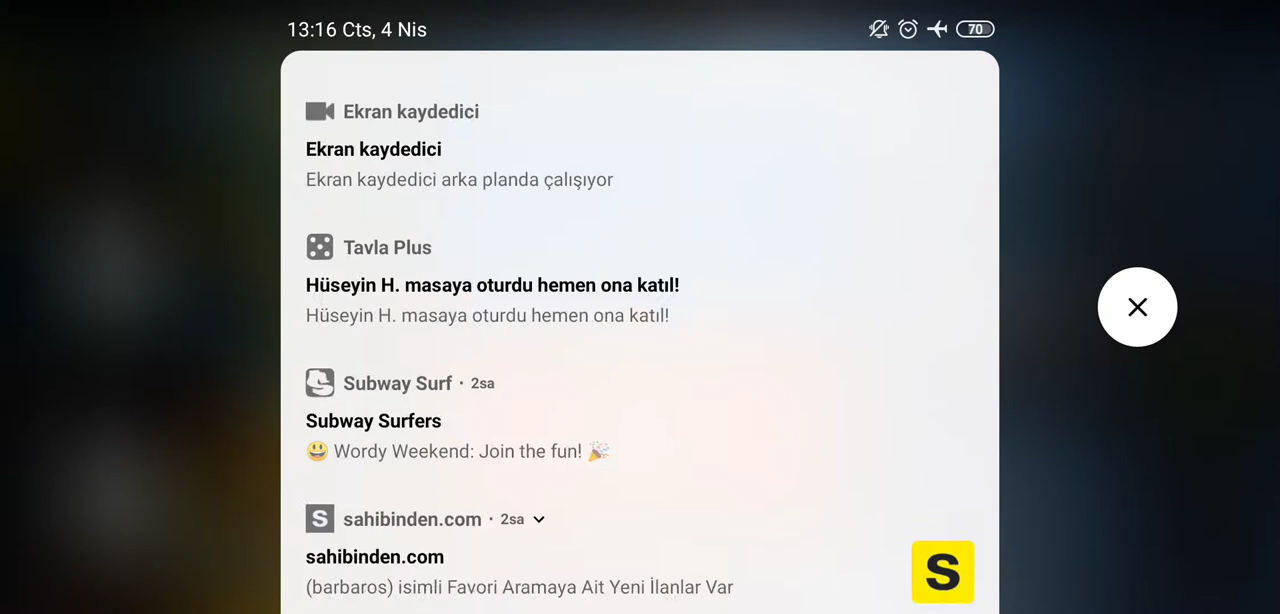 13:16 Cts, 4 Nis
70
Ekran kaydedici
Ekran kaydedici
Ekran kaydedici arka planda çalışıyor
Tavla Plus
Hüseyin H. masaya oturdu hemen ona katıl!
Hüseyin H. masaya oturdu hemen ona katıl!
Subway Surf · 2sa
Subway Surfers
😃 Wordy Weekend: Join the fun! 🎉
S sahibinden.com · 2sa
sahibinden.com
(barbaros) isimli Favori Aramaya Ait Yeni İlanlar Var
S